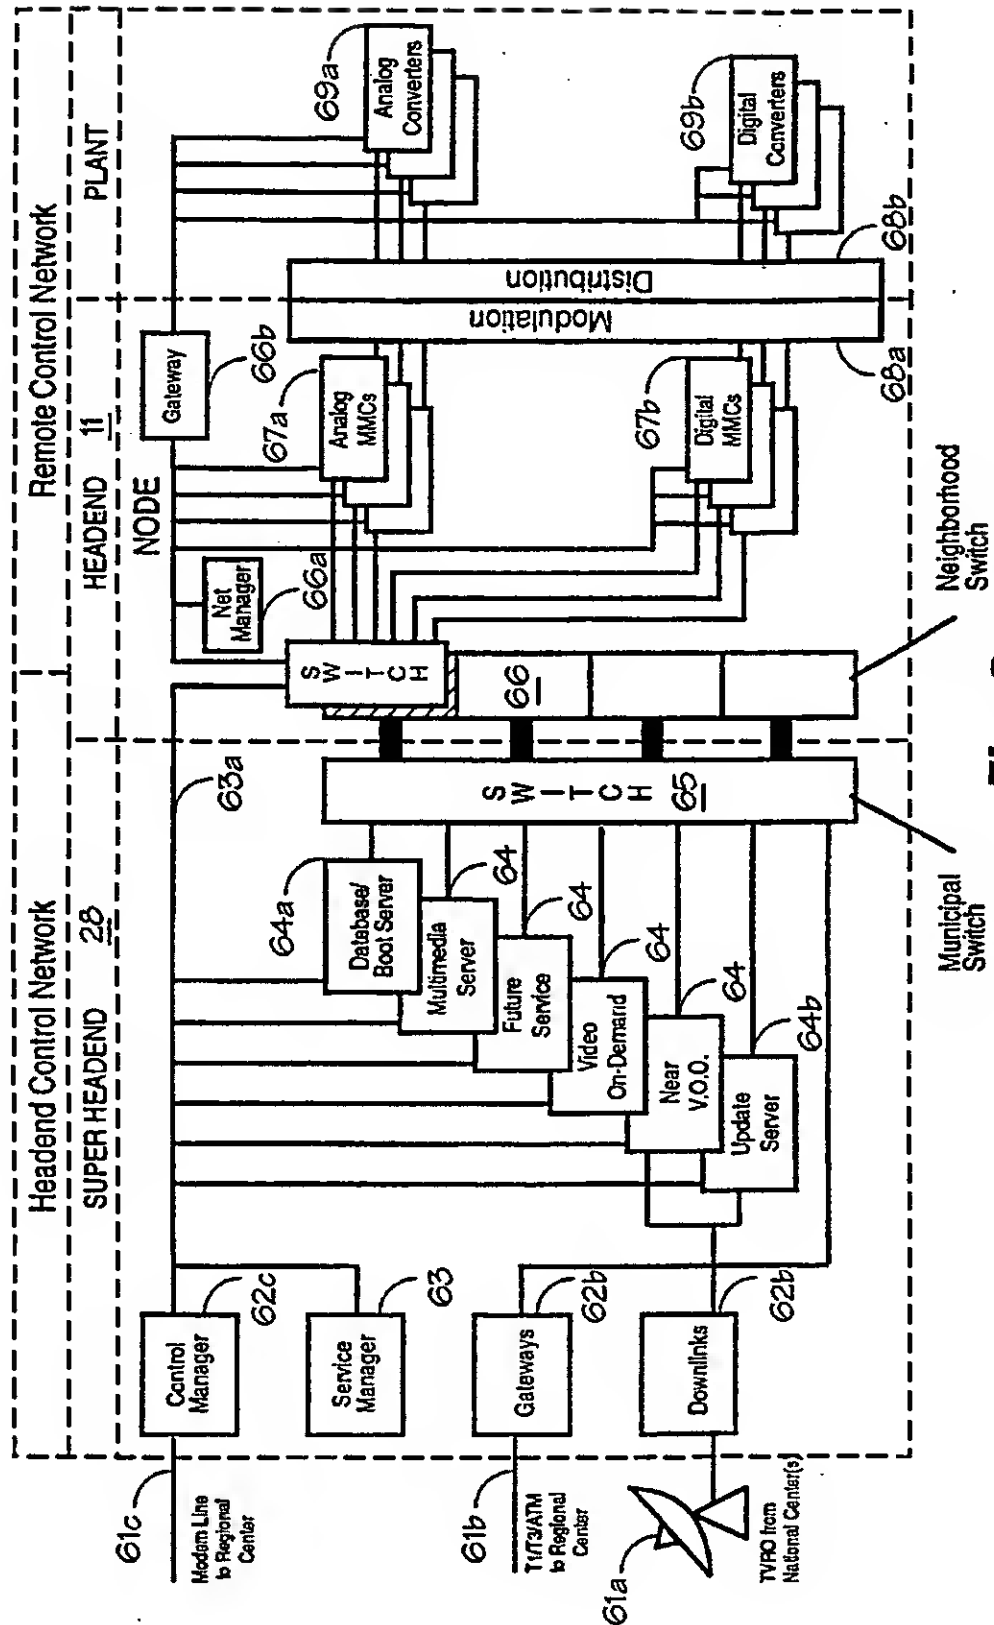 Headend Control Network
Remote Control Network
SUPER HEADEND
28
HEADEND
11
PLANT
NODE
61c
Modem Line
to Regional
Center
61b
T1/T3/ATM
to Regional
Center
61a
TVRO from
National Center(s)
Control
Manager
62c
Service
Manager
63
Gateways
62b
Downlinks
62b
63a
Database/
Boot Server
64a
Multimedia
Server
64
Future
Service
64
Video
On-Demand
64
Near
V.O.O.
64
Update
Server
64b
SWITCH
65
Municipal
Switch
SWITCH
66
Neighborhood
Switch
Net
Manager
66a
Gateway
66b
Analog
MMCs
67a
Digital
MMCs
67b
Modulation
68a
Distribution
68b
Analog
Converters
69a
Digital
Converters
69b